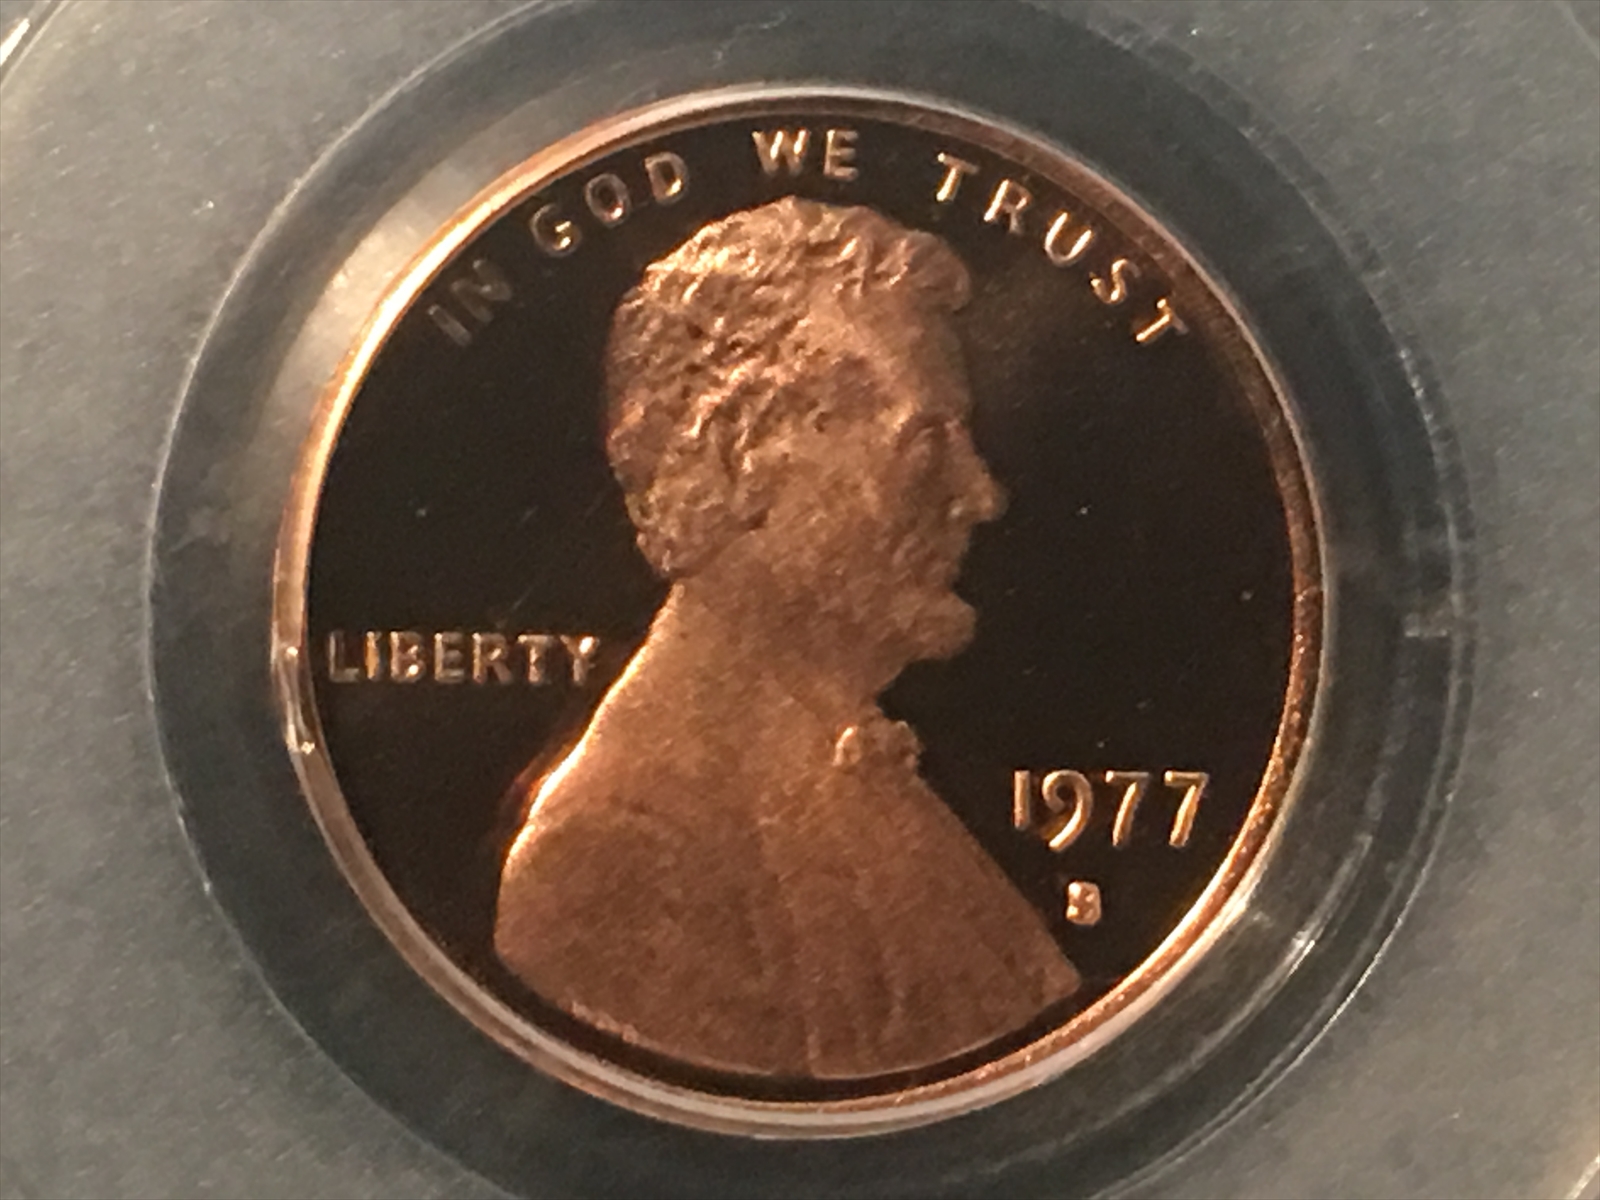 IN GOD WE TRUST
LIBERTY
1977
S